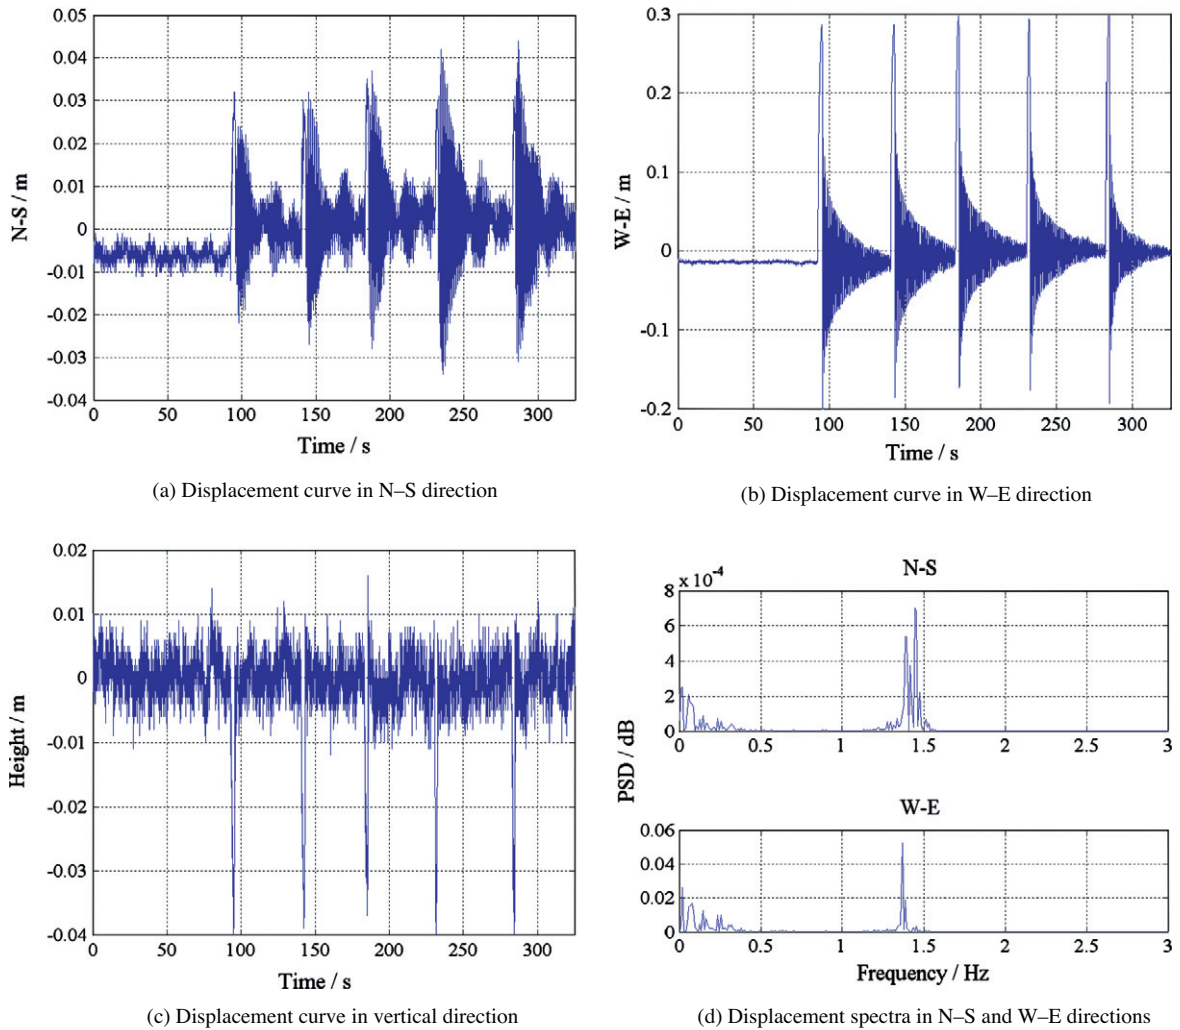 0.05
0.04
0.03
0.02
0.01
0
-0.01
-0.02
-0.03
-0.04
N-S / m
0 50 100 150 200 250 300
Time / s
(a) Displacement curve in N–S direction
0.3
0.2
0.1
0
-0.1
-0.2
W-E / m
0 50 100 150 200 250 300
Time / s
(b) Displacement curve in W–E direction
0.02
0.01
0
-0.01
-0.02
-0.03
-0.04
Height / m
0 50 100 150 200 250 300
Time / s
(c) Displacement curve in vertical direction
N-S
x 10-4
8
6
4
2
0
0 0.5 1 1.5 2 2.5 3
PSD / dB
W-E
0.06
0.04
0.02
0
0 0.5 1 1.5 2 2.5 3
Frequency / Hz
(d) Displacement spectra in N–S and W–E directions